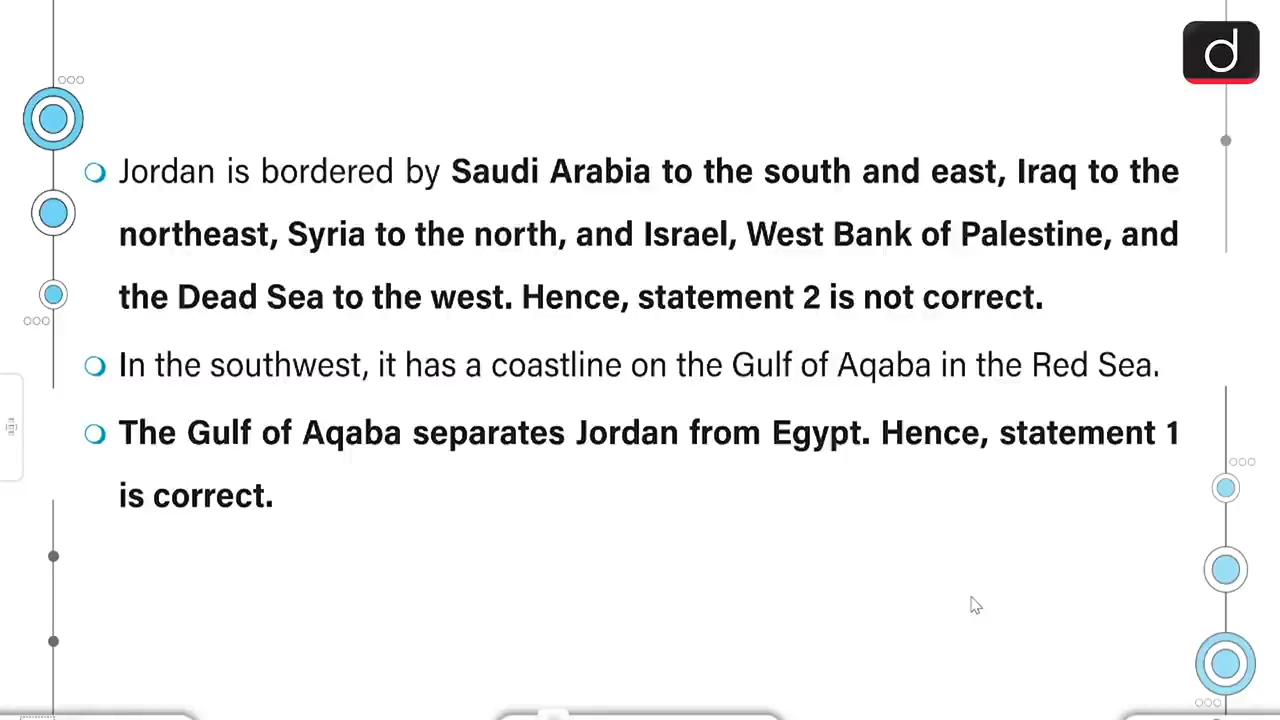 d
Jordan is bordered by Saudi Arabia to the south and east, Iraq to the
northeast, Syria to the north, and Israel, West Bank of Palestine, and
the Dead Sea to the west. Hence, statement 2 is not correct.
In the southwest, it has a coastline on the Gulf of Aqaba in the Red Sea.
The Gulf of Aqaba separates Jordan from Egypt. Hence, statement 1
is correct.